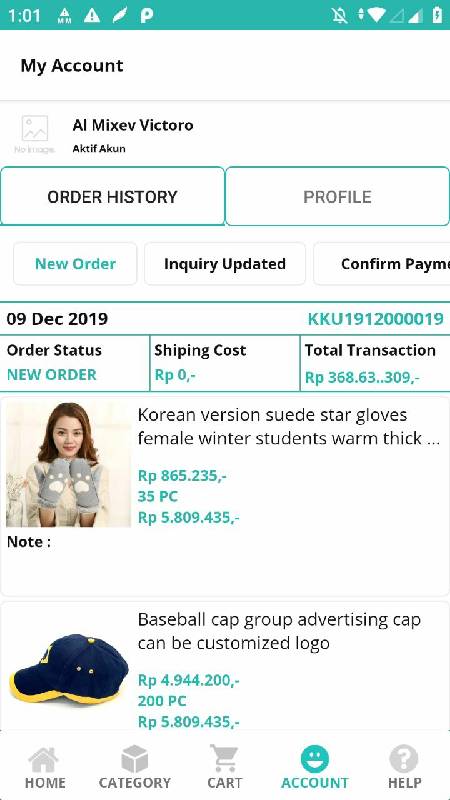 1:01
My Account
No Image
Al Mixev Victoro
Aktif Akun
ORDER HISTORY
PROFILE
New Order
Inquiry Updated
Confirm Payme
09 Dec 2019
KKU1912000019
Order Status
Shiping Cost
Total Transaction
NEW ORDER
Rp 0,-
Rp 368.63..309,-
Korean version suede star gloves
female winter students warm thick ...
Rp 865.235,-
35 PC
Rp 5.809.435,-
Note :
Baseball cap group advertising cap
can be customized logo
Rp 4.944.200,-
200 PC
Rp 5.809.435,-
HOME
CATEGORY
CART
ACCOUNT
HELP